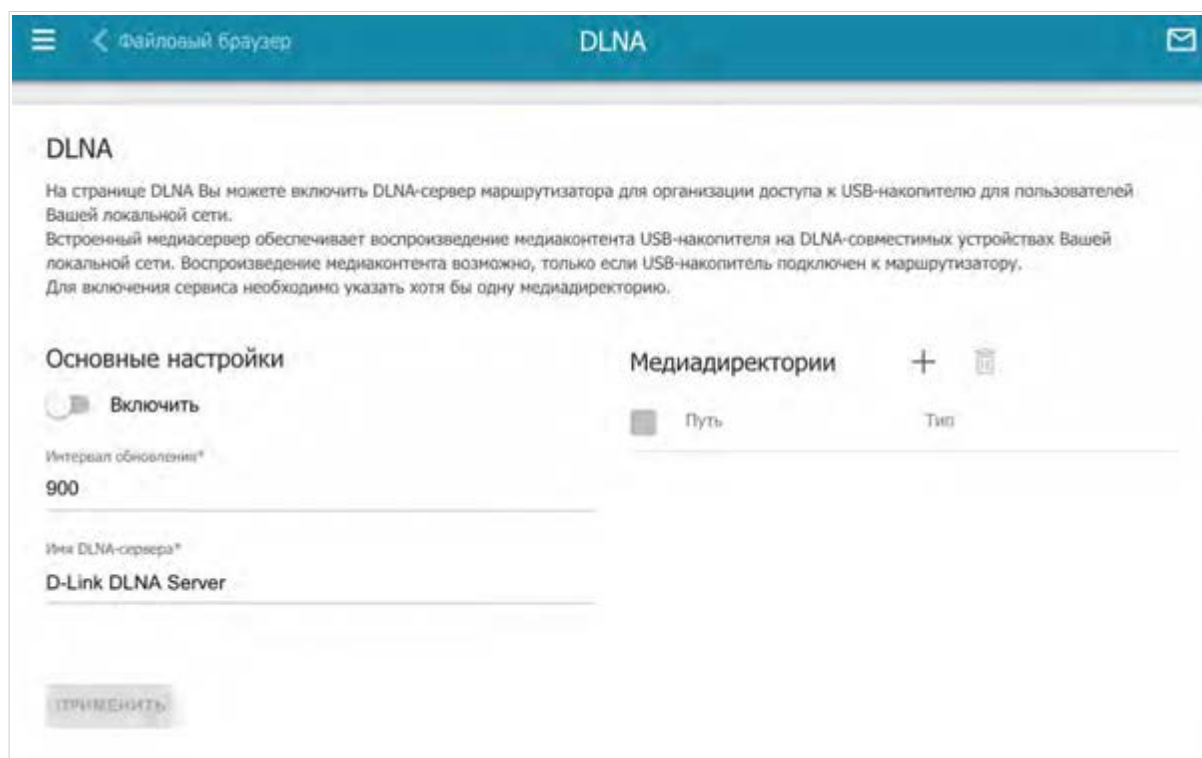 Файловый браузер
DLNA
DLNA
На странице DLNA Вы можете включить DLNA-сервер маршрутизатора для организации доступа к USB-накопителю для пользователей
Вашей локальной сети.
Встроенный медиасервер обеспечивает воспроизведение медиаконтента USB-накопителя на DLNA-совместимых устройствах Вашей
локальной сети. Воспроизведение медиаконтента возможно, только если USB-накопитель подключен к маршрутизатору.
Для включения сервиса необходимо указать хотя бы одну медиадиректорию.
Основные настройки
Включить
Интервал обновления*
900
Имя DLNA-сервера*
D-Link DLNA Server
ПРИМЕНИТЬ
Медиадиректории
Путь
Тип